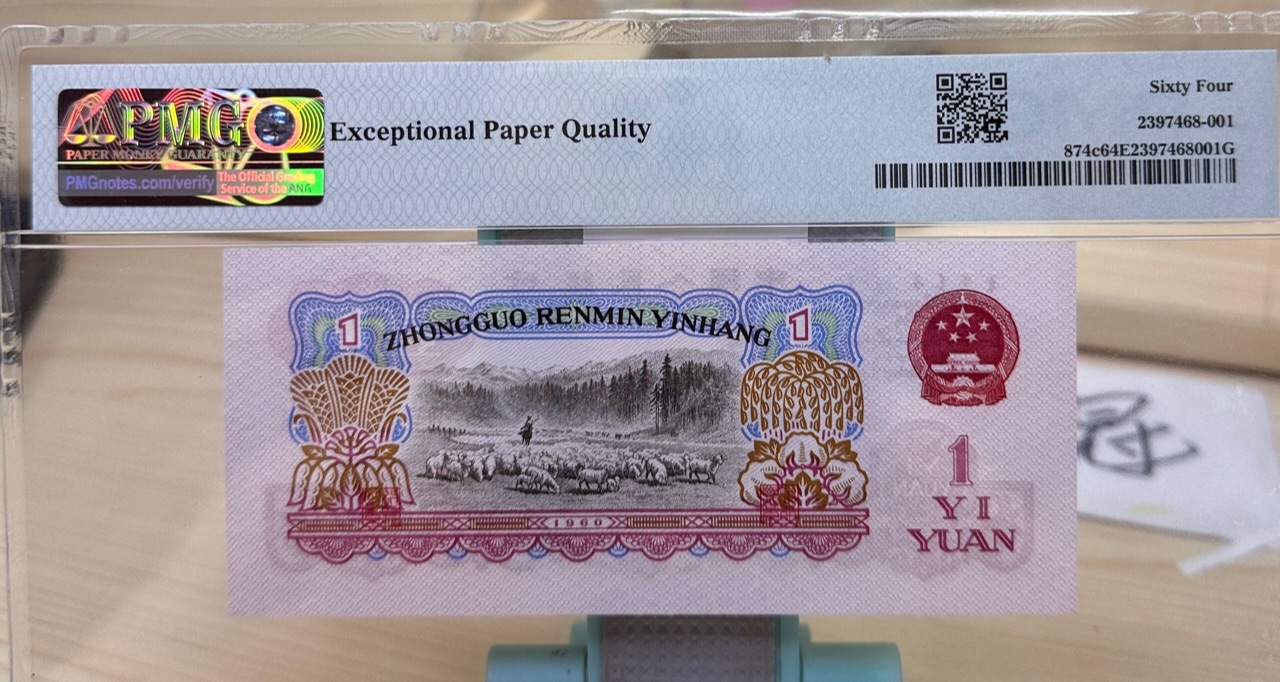 PMG
PAPER MONEY GUARANTY
PMGnotes.com/verify
The Official Grading
Service of the ANA
Exceptional Paper Quality
Sixty Four
2397468-001
874c64E2397468001G
1
ZHONGGUO RENMIN YINHANG
1
1960
1
YI
YUAN